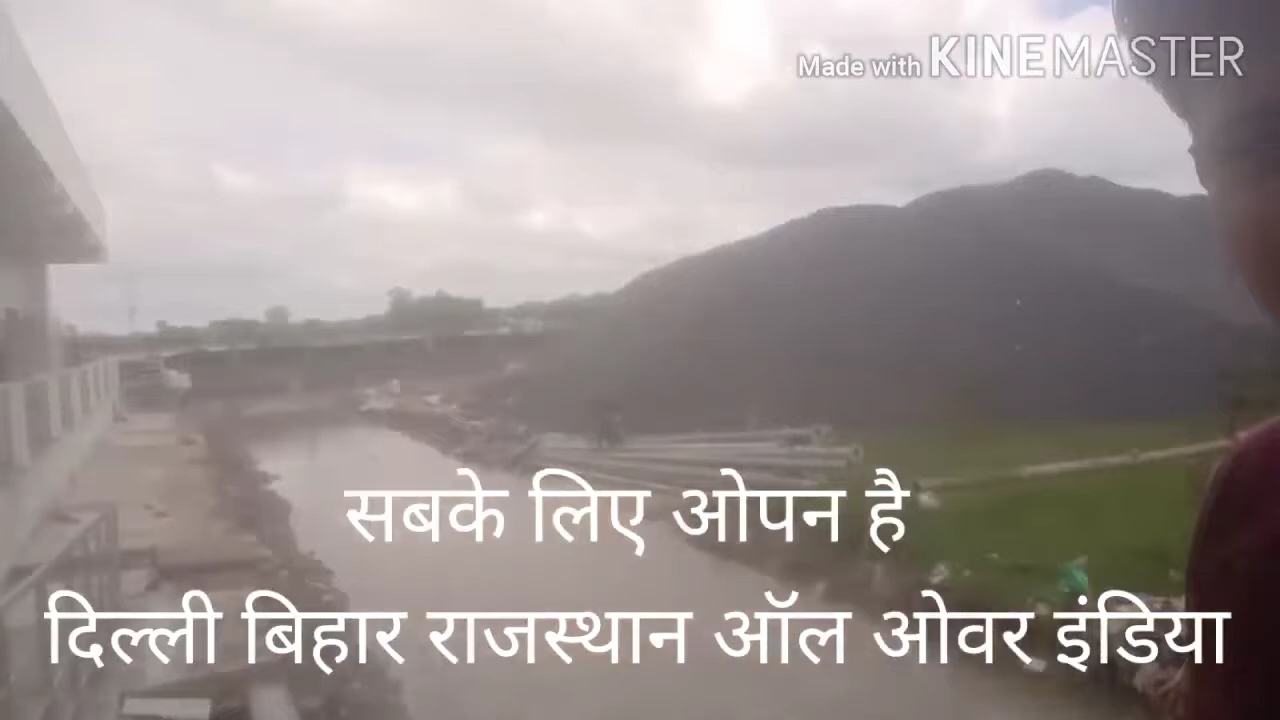 Made with KINEMASTER
सबके लिए ओपन है
दिल्ली बिहार राजस्थान ऑल ओवर इंडिया